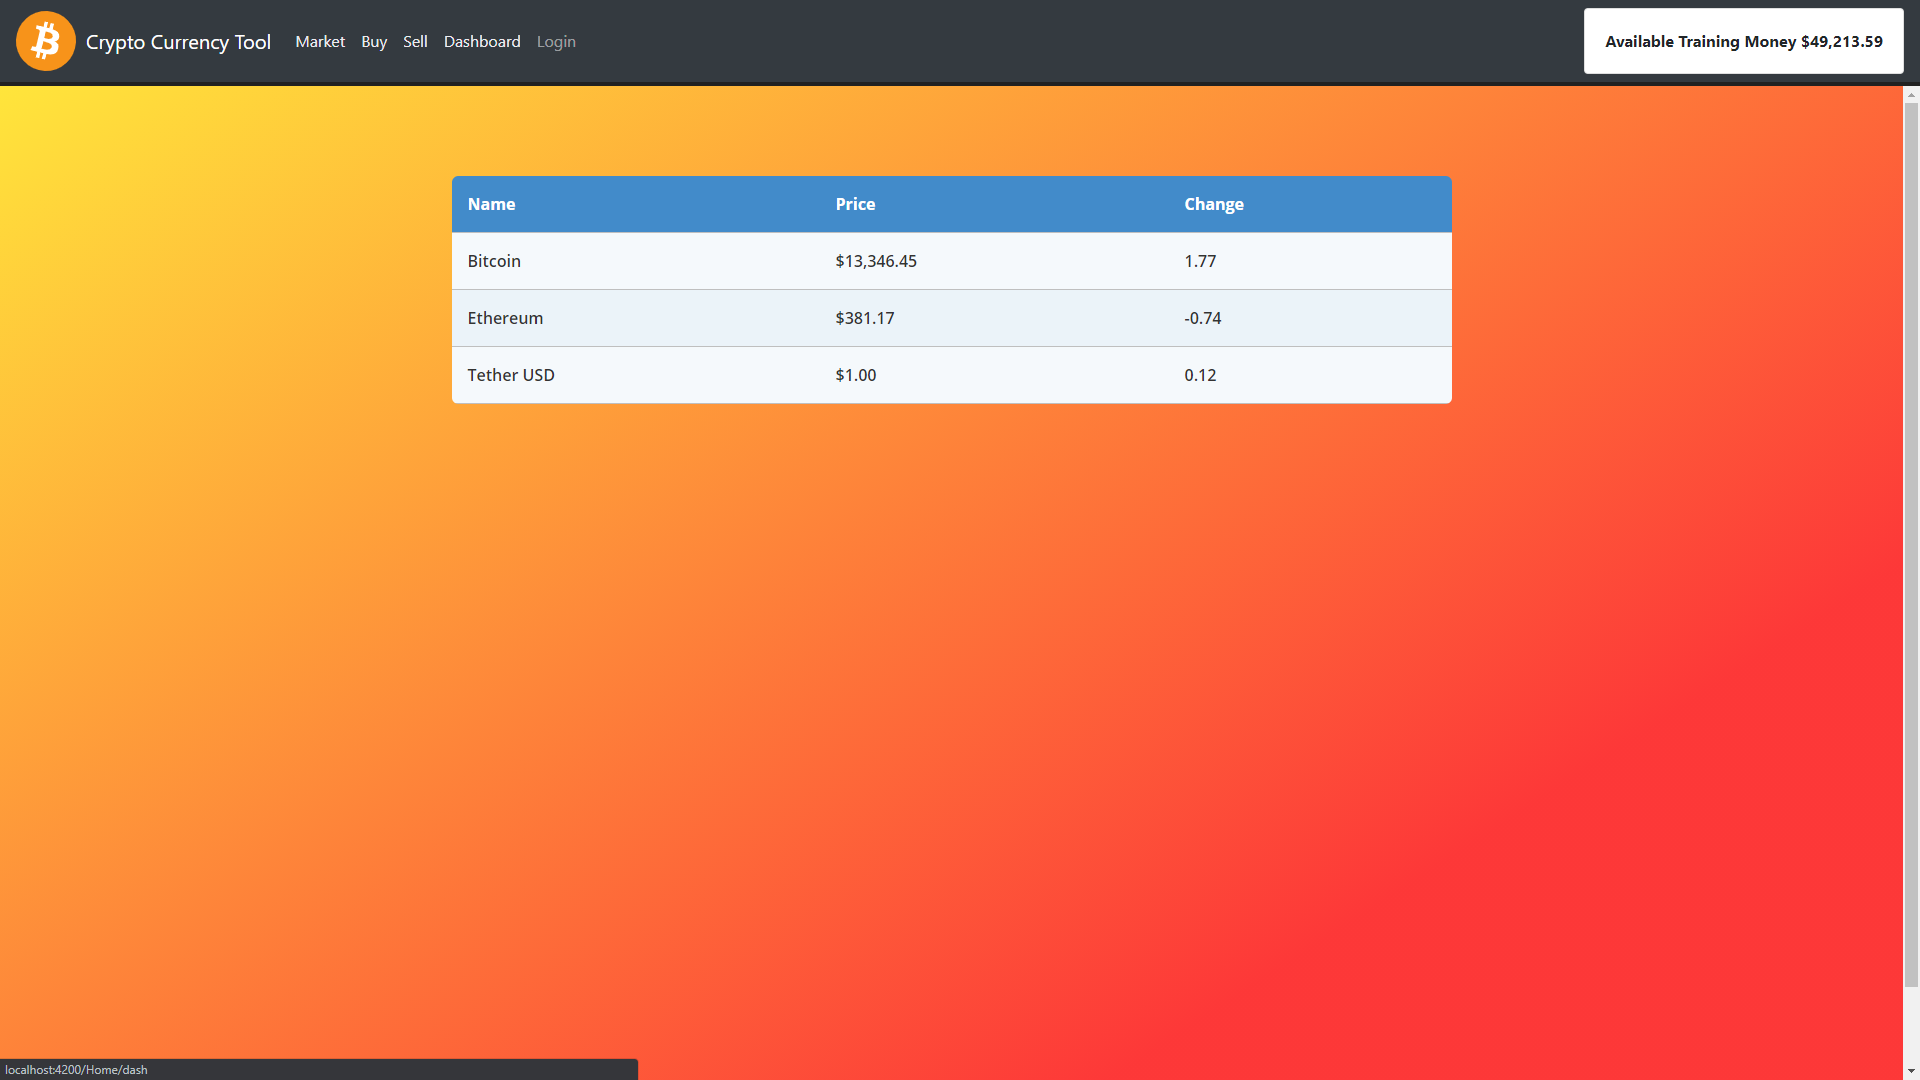 Crypto Currency Tool Market Buy Sell Dashboard Login Available Training Money $49,213.59
Name Price Change
Bitcoin $13,346.45 1.77
Ethereum $381.17 -0.74
Tether USD $1.00 0.12
localhost:4200/Home/dash